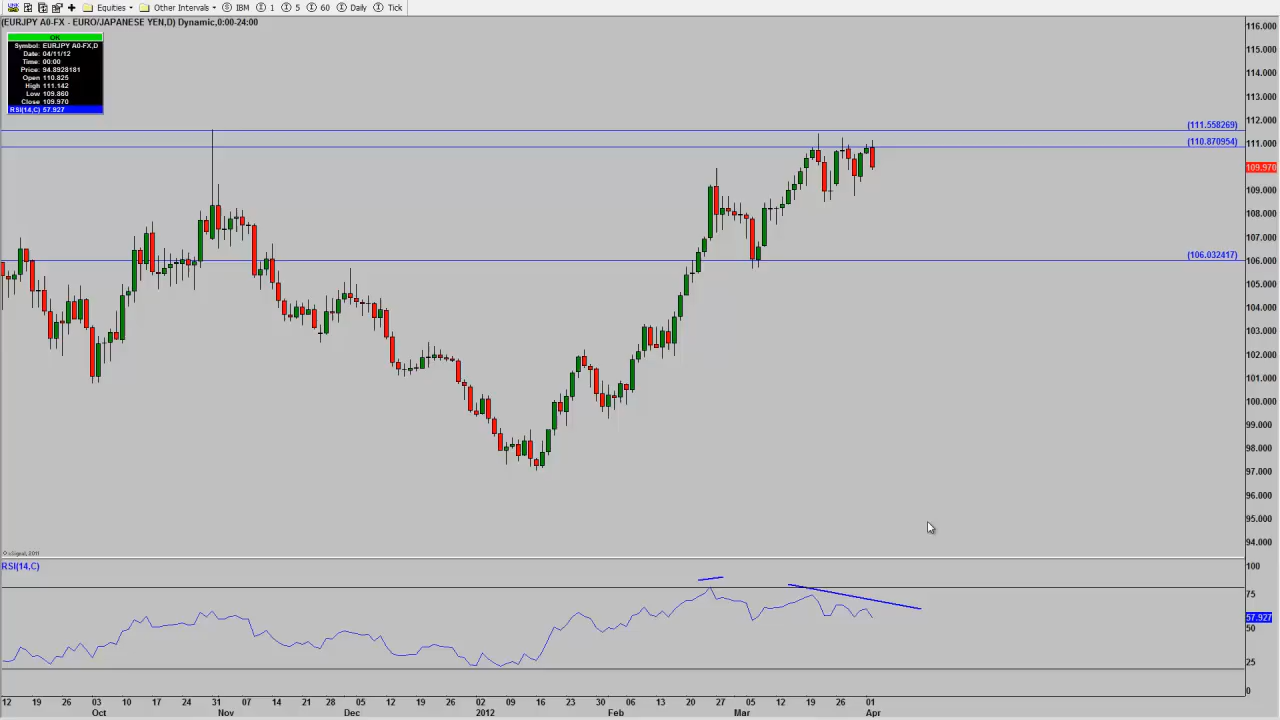 Equities Other Intervals IBM 1 5 60 Daily Tick
(EURJPY A0-FX - EURO/JAPANESE YEN,D) Dynamic,0:00-24:00
OK
Symbol: EURJPY A0-FX,D
Date: 04/11/12
Time: 00:00
Price: 94.8928181
Open 110.825
High 111.142
Low 109.860
Close 109.970
RSI(14,C) 57.927
116.000
115.000
114.000
113.000
112.000
(111.558269)
(110.870954)
111.000
109.970
109.000
108.000
107.000
(106.032417)
106.000
105.000
104.000
103.000
102.000
101.000
100.000
99.000
98.000
97.000
96.000
95.000
94.000
© eSignal, 2011
RSI(14,C)
100
75
57.927
50
25
0
12 19 26 03 10 17 24 31 07 14 21 28 05 12 19 26 02 09 16 23 30 06 13 20 27 05 12 19 26 01
Oct Nov Dec 2012 Feb Mar Apr